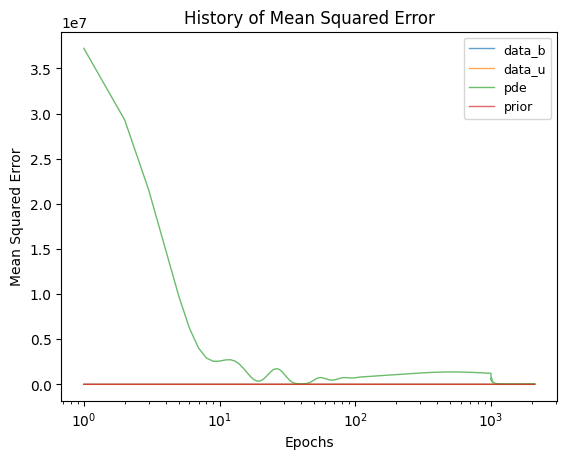 History of Mean Squared Error
1e7
3.5
3.0
2.5
2.0
1.5
1.0
0.5
0.0
Mean Squared Error
data_b
data_u
pde
prior
10⁰
10¹
10²
10³
Epochs